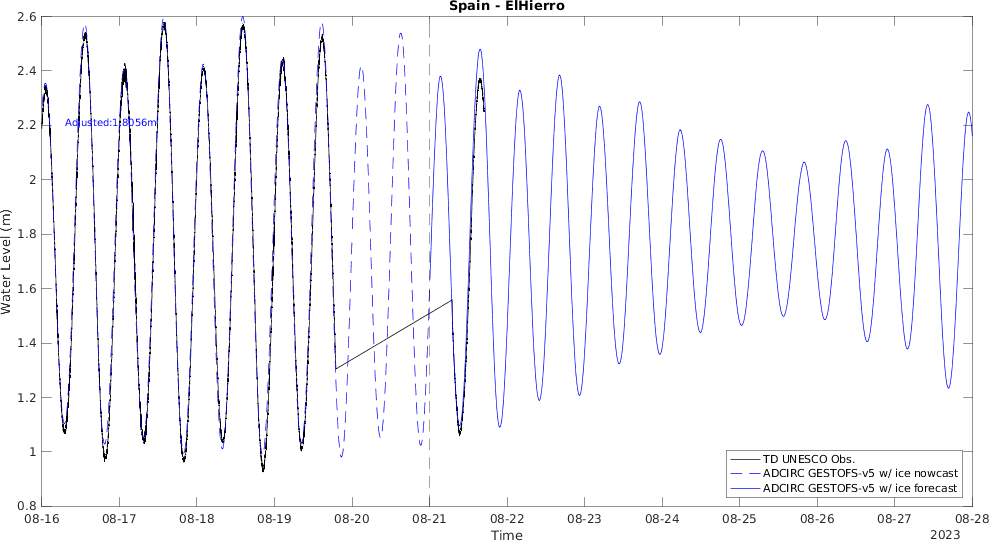 Spain - ElHierro
2.6
2.4
2.2
2
1.8
1.6
1.4
1.2
1
0.8
Water Level (m)
Adjusted:1.8056m
TD UNESCO Obs.
ADCIRC GESTOFS-v5 w/ ice nowcast
ADCIRC GESTOFS-v5 w/ ice forecast
08-16 08-17 08-18 08-19 08-20 08-21 08-22 08-23 08-24 08-25 08-26 08-27 08-28
Time
2023